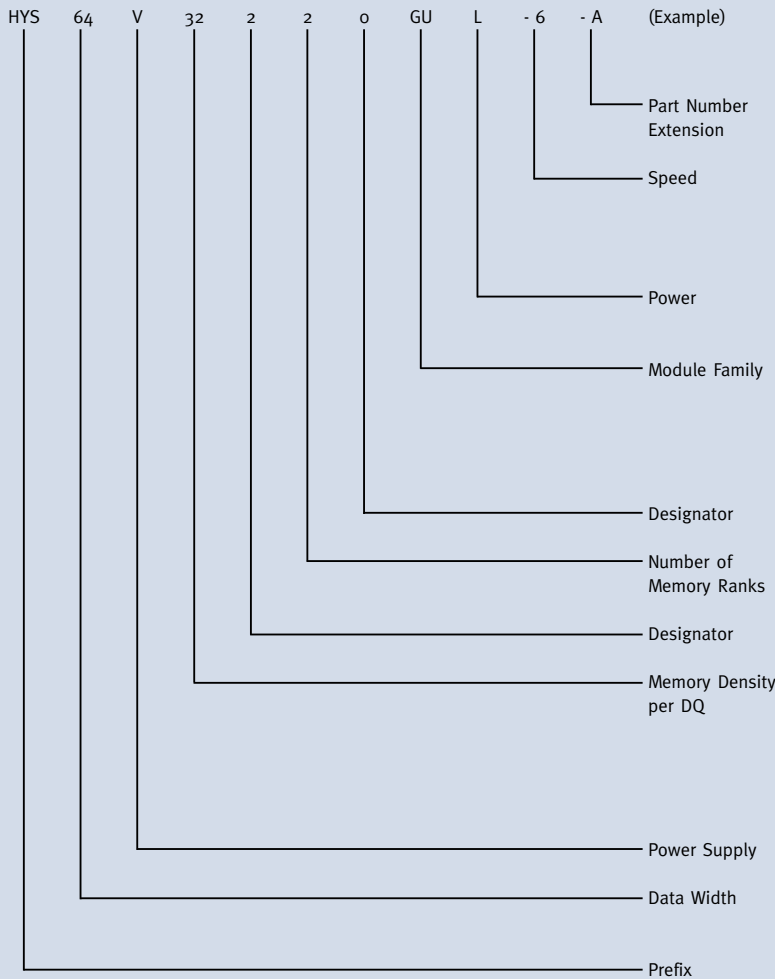 HYS 64 V 32 2 2 0 GU L - 6 - A (Example)
Part Number
Extension
Speed
Power
Module Family
Designator
Number of
Memory Ranks
Designator
Memory Density
per DQ
Power Supply
Data Width
Prefix